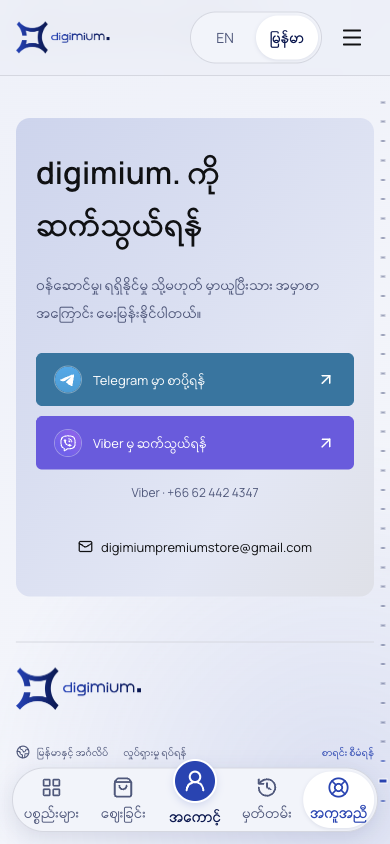 digimium.
EN
မြန်မာ
digimium. ကို
ဆက်သွယ်ရန်
ဝန်ဆောင်မှု၊ ရရှိနိုင်မှု သို့မဟုတ် မှာယူပြီးသား အမှာစာ
အကြောင်း မေးမြန်းနိုင်ပါတယ်။
Telegram မှာ စာပို့ရန်
Viber မှ ဆက်သွယ်ရန်
Viber · +66 62 442 4347
digimiumpremiumstore@gmail.com
digimium.
မြန်မာနှင့် အင်္ဂလိပ် လှုပ်ရှားမှု ရပ်ရန် စာရင်း စီမံရန်
ပစ္စည်းများ ဈေးခြင်း အကောင့် မှတ်တမ်း အကူအညီ